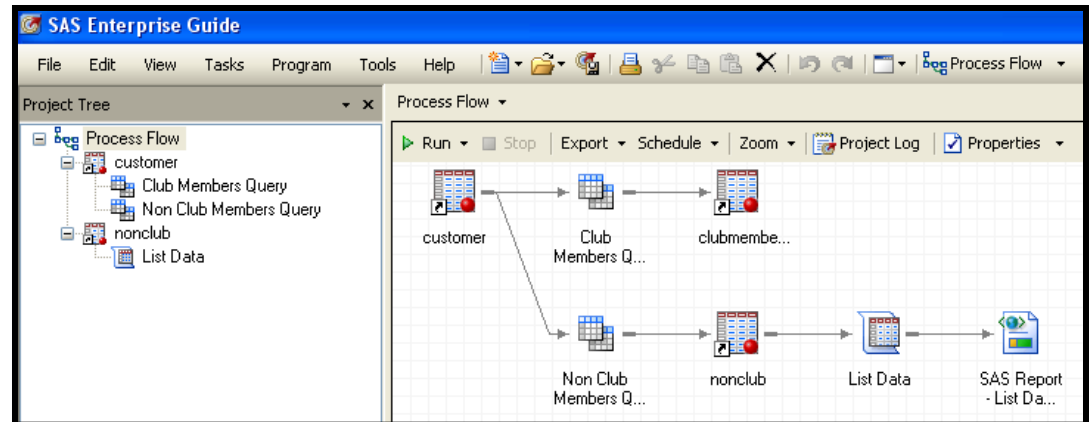 SAS Enterprise Guide
File Edit View Tasks Program Tools Help Process Flow
Project Tree
Process Flow
customer
Club Members Query
Non Club Members Query
nonclub
List Data
Process Flow
Run Stop Export Schedule Zoom Project Log Properties
customer
Club
Members Q...
clubmembe...
Non Club
Members Q...
nonclub
List Data
SAS Report
- List Da...